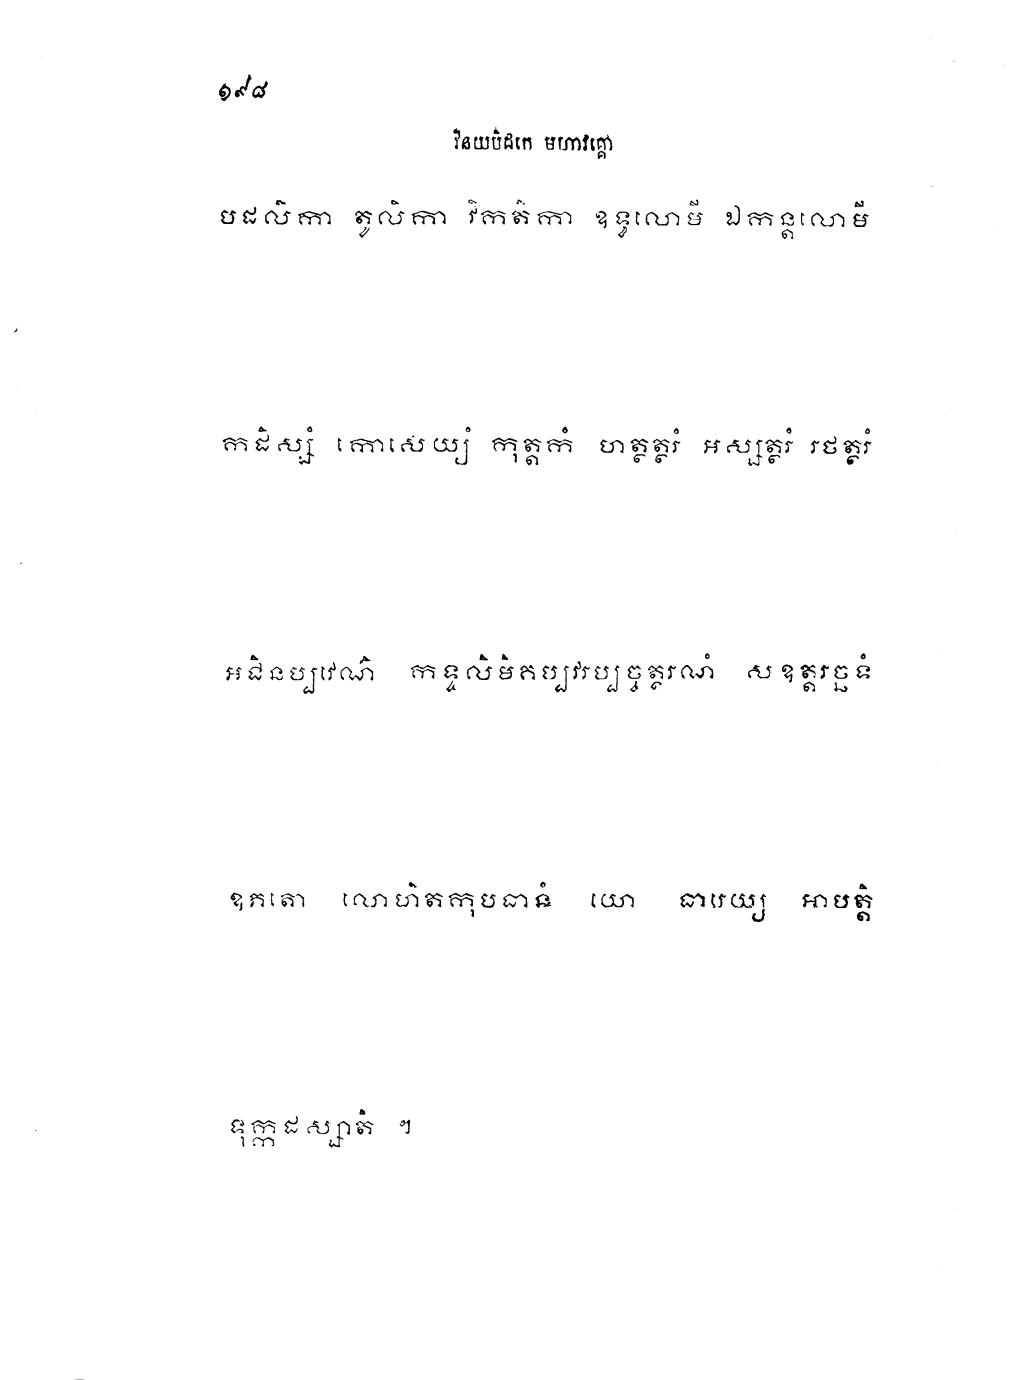 ១៩៨
វិនយបិដកេ មហាវគ្គោ
បដលិកា តូលិកា វិកតិកា ឧទ្ទលោមី ឯកន្តលោមី
កដិស្សំ កោសេយ្យំ កុត្តកំ ហត្ថត្ថរំ អស្សត្ថរំ រថត្ថរំ
អជិនប្បវេណិ កទ្ទលិមិគប្បវរប្បច្ចត្ថរណំ សឧត្តរច្ឆទំ
ឧភតោ លោហិតកុបធានំ យោ ធារេយ្យ អាបត្តិ
ទុក្កដស្សាតិ ។